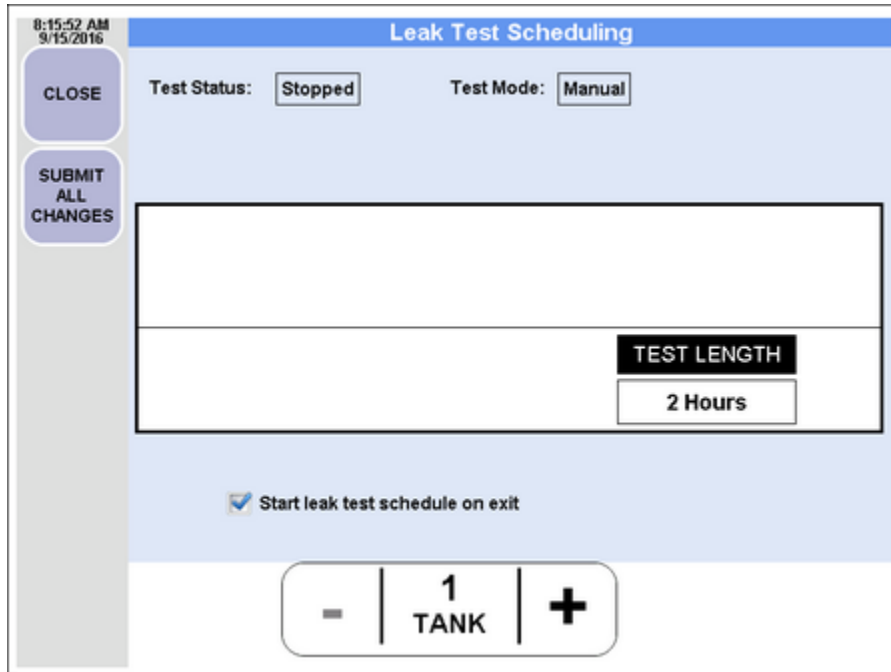 8:15:52 AM
9/15/2016
Leak Test Scheduling
CLOSE
Test Status: Stopped Test Mode: Manual
SUBMIT
ALL
CHANGES
TEST LENGTH
2 Hours
Start leak test schedule on exit
- 1 +
TANK